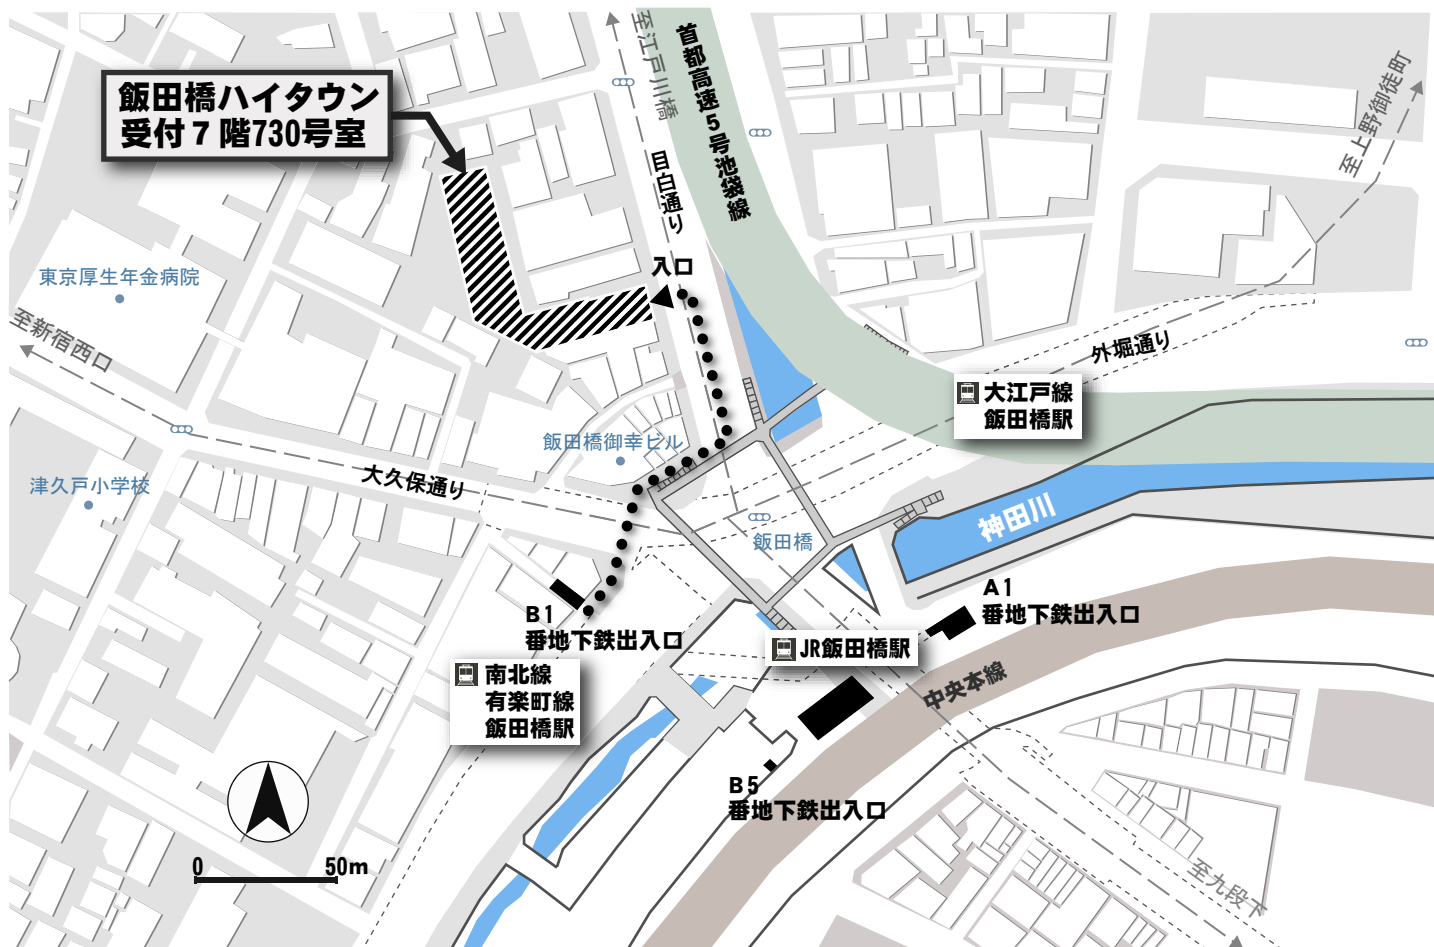 飯田橋ハイタウン
受付7階730号室
至江戸川橋
首都高速5号池袋線
目白通り
入口
至上野御徒町
東京厚生年金病院
至新宿西口
外堀通り
大江戸線
飯田橋駅
飯田橋御幸ビル
大久保通り
津久戸小学校
神田川
飯田橋
A1
番地下鉄出入口
B1
番地下鉄出入口
JR飯田橋駅
南北線
有楽町線
飯田橋駅
中央本線
B5
番地下鉄出入口
0 50m
至九段下